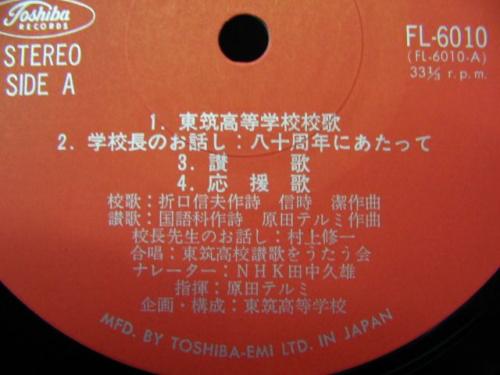 Toshiba
RECORDS
STEREO
SIDE A
FL-6010
(FL-6010-A)
33⅓ r.p.m.
1. 東筑高等学校校歌
2. 学校長のお話し：八十周年にあたって
3. 讃　歌
4. 応援歌
校歌：折口信夫作詩　信時　潔作曲
讃歌：国語科作詩　原田テルミ作曲
校長先生のお話し：村上修一
合唱：東筑高校讃歌をうたう会
ナレーター：NHK田中久雄
指揮：原田テルミ
企画・構成：東筑高等学校
MFD. BY TOSHIBA-EMI LTD. IN JAPAN